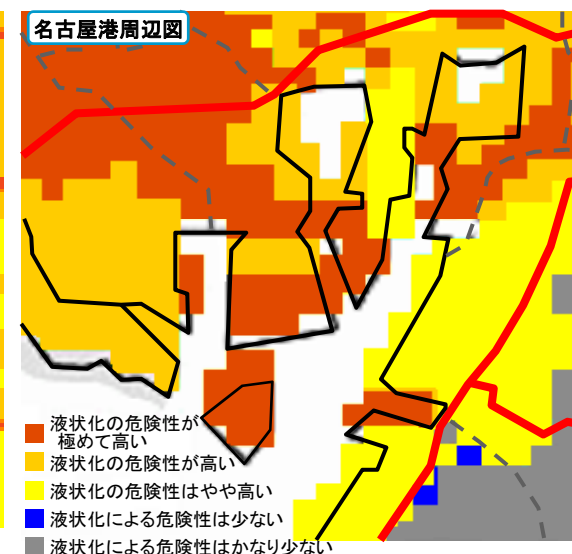 名古屋港周辺図
液状化の危険性が
極めて高い
液状化の危険性が高い
液状化の危険性はやや高い
液状化による危険性は少ない
液状化による危険性はかなり少ない